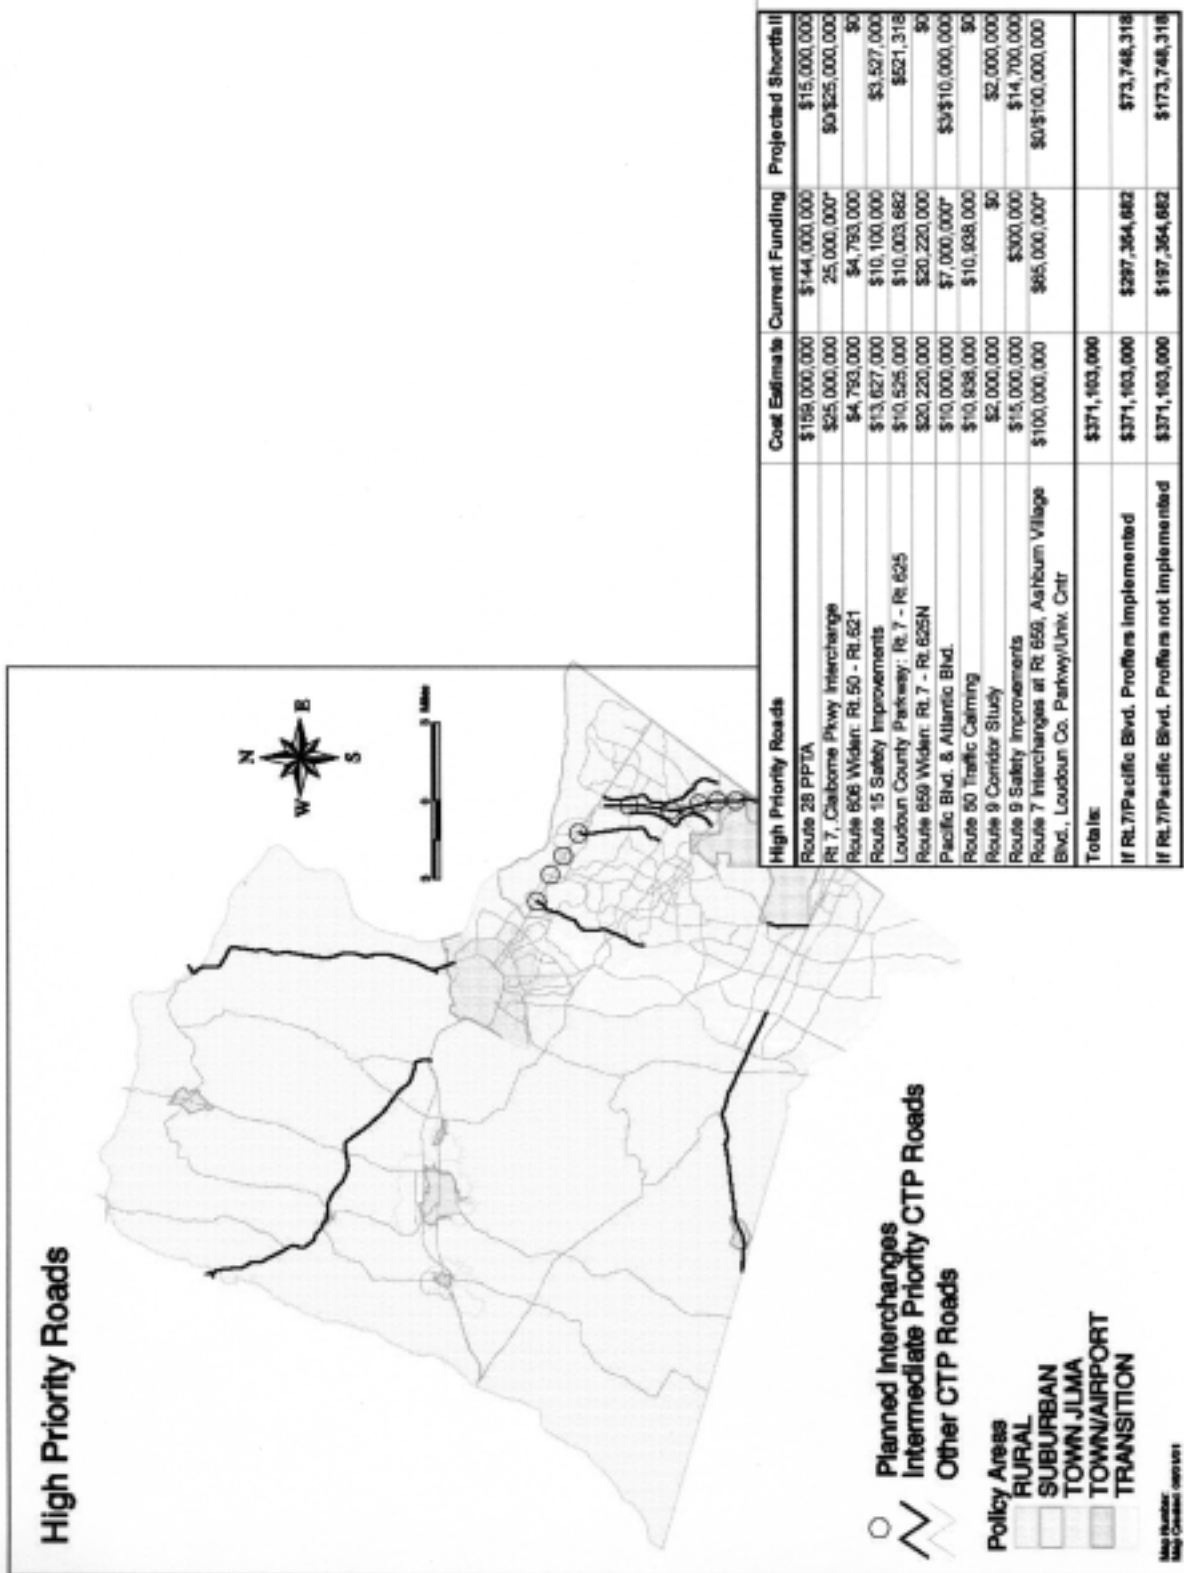 High Priority Roads
N
W E
S
Miles
High Priority Roads Cost Estimate Current Funding Projected Shortfall
Route 28 PPTA $159,000,000 $144,000,000 $15,000,000
Rt 7, Claiborne Pkwy Interchange $25,000,000 25,000,000* $0/$25,000,000
Route 606 Widen: Rt. 50 - Rt. 621 $4,793,000 $4,793,000 $0
Route 15 Safety Improvements $13,627,000 $10,100,000 $3,527,000
Loudoun County Parkway: Rt. 7 - Rt. 625 $10,525,000 $10,003,682 $521,318
Route 659 Widen: Rt. 7 - Rt. 625N $20,220,000 $20,220,000 $0
Pacific Blvd. & Atlantic Blvd. $10,000,000 $7,000,000* $3/$10,000,000
Route 50 Traffic Calming $10,938,000 $10,938,000 $0
Route 9 Corridor Study $2,000,000 $0 $2,000,000
Route 9 Safety Improvements $15,000,000 $300,000 $14,700,000
Route 7 Interchanges at Rt 659, Ashburn Village $100,000,000 $65,000,000* $0/$100,000,000
Blvd., Loudoun Co. Parkwy/Univ. Cntr
Totals: $371,103,000
If Rt.7/Pacific Blvd. Proffers implemented $371,103,000 $297,354,682 $73,748,318
If Rt.7/Pacific Blvd. Proffers not implemented $371,103,000 $197,354,682 $173,748,318
Planned Interchanges
Intermediate Priority CTP Roads
Other CTP Roads
Policy Areas
RURAL
SUBURBAN
TOWN JLMA
TOWN/AIRPORT
TRANSITION
Map Number:
Map Created: